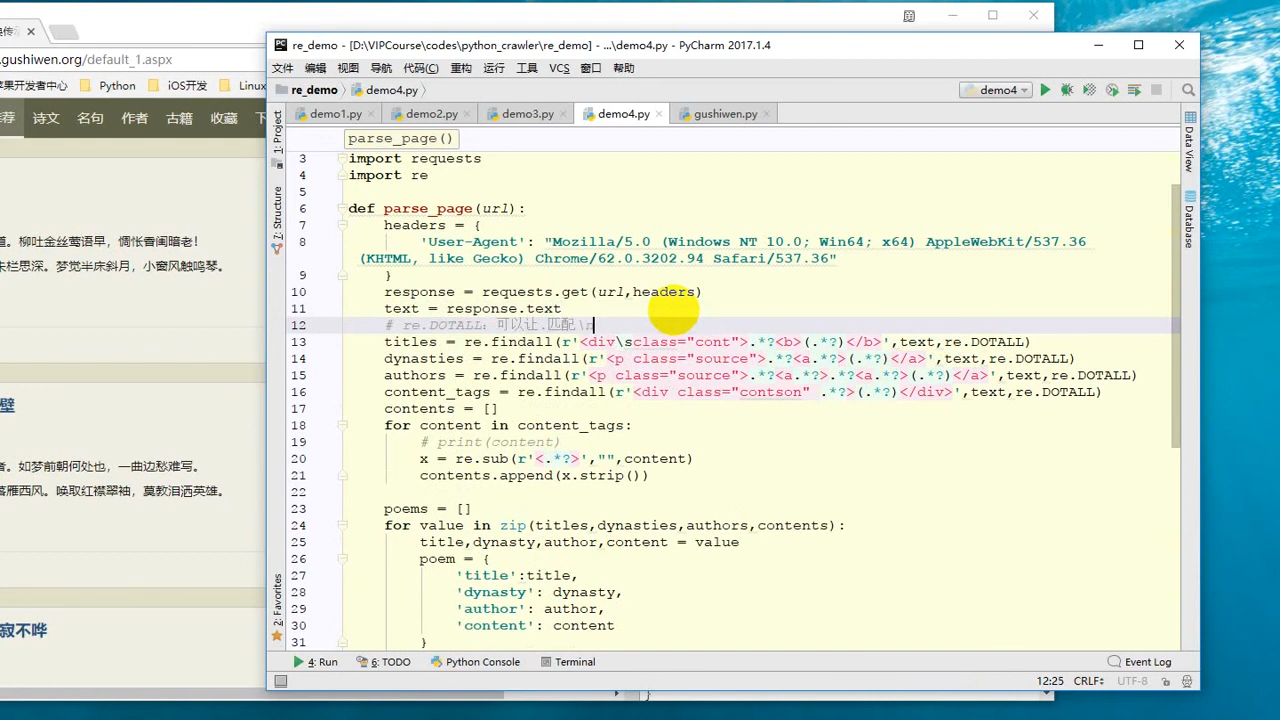 .gushiwen.org/default_1.aspx
苹果开发者中心 Python iOS开发 Linux
荐 诗文 名句 作者 古籍 收藏
道。柳吐金丝莺语早，惆怅香闺暗老！
朱栏思深。梦觉半床斜月，小窗风触鸣琴。
壁
者。如梦前朝何处也，一曲边愁难写。
落雁西风。唤取红襟翠袖，莫教泪洒英雄。
寂不哗
re_demo - [D:\VIPCourse\codes\python_crawler\re_demo] - ...\demo4.py - PyCharm 2017.1.4
文件 编辑 视图 导航 代码(C) 重构 运行 工具 VCS 窗口 帮助
re_demo demo4.py demo4
demo1.py demo2.py demo3.py demo4.py gushiwen.py
parse_page()
3 import requests
4 import re
5
6 def parse_page(url):
7 headers = {
8 'User-Agent': "Mozilla/5.0 (Windows NT 10.0; Win64; x64) AppleWebKit/537.36
(KHTML, like Gecko) Chrome/62.0.3202.94 Safari/537.36"
9 }
10 response = requests.get(url,headers)
11 text = response.text
12 # re.DOTALL：可以让.匹配\n
13 titles = re.findall(r'<div\sclass="cont">.*?<b>(.*?)</b>',text,re.DOTALL)
14 dynasties = re.findall(r'<p class="source">.*?<a.*?>(.*?)</a>',text,re.DOTALL)
15 authors = re.findall(r'<p class="source">.*?<a.*?>.*?<a.*?>(.*?)</a>',text,re.DOTALL)
16 content_tags = re.findall(r'<div class="contson" .*?>(.*?)</div>',text,re.DOTALL)
17 contents = []
18 for content in content_tags:
19 # print(content)
20 x = re.sub(r'<.*?>',"",content)
21 contents.append(x.strip())
22
23 poems = []
24 for value in zip(titles,dynasties,authors,contents):
25 title,dynasty,author,content = value
26 poem = {
27 'title':title,
28 'dynasty': dynasty,
29 'author': author,
30 'content': content
31 }
1: Project
7: Structure
2: Favorites
Data View
Database
4: Run 6: TODO Python Console Terminal Event Log
12:25 CRLF UTF-8
}